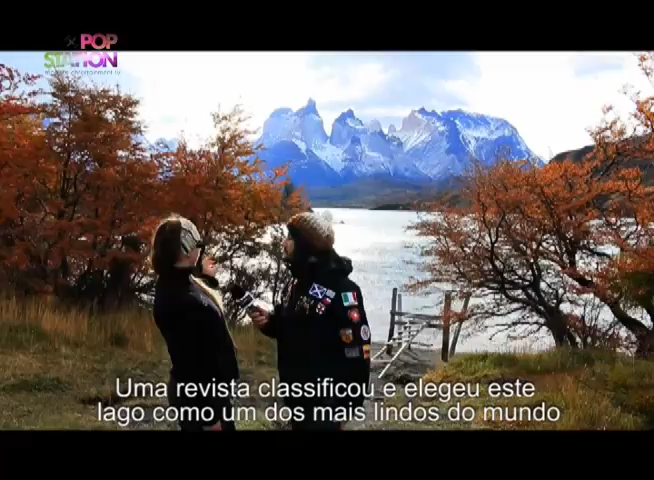 POP
STATION
Uma revista classificou e elegeu este
lago como um dos mais lindos do mundo